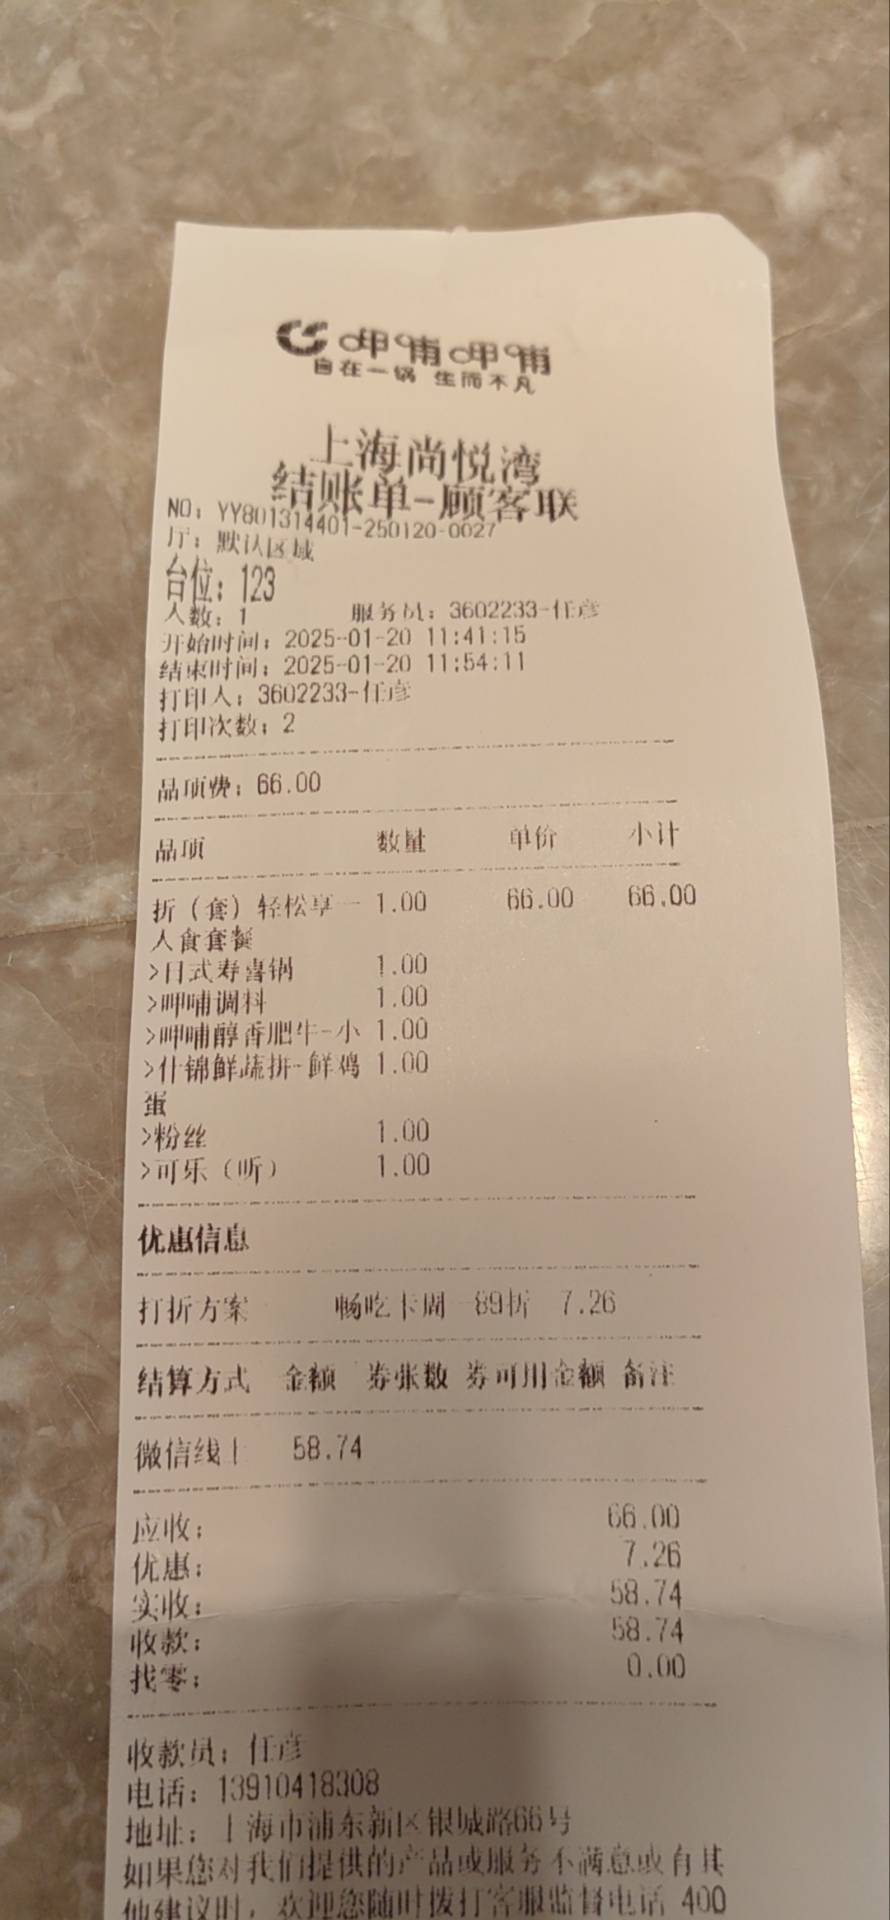 呷哺呷哺
自在一锅 生而不凡
上海尚悦湾
结账单-顾客联
NO: YY801314401-250120-0027
厅: 默认区域
台位: 123
人数: 1 服务员: 3602233-任彦
开始时间: 2025-01-20 11:41:15
结束时间: 2025-01-20 11:54:11
打印人: 3602233-任彦
打印次数: 2
品项费: 66.00
品项 数量 单价 小计
折（套）轻松享一 1.00 66.00 66.00
人食套餐
>日式寿喜锅 1.00
>呷哺调料 1.00
>呷哺醇香肥牛-小 1.00
>什锦鲜蔬拼-鲜鸡 1.00
蛋
>粉丝 1.00
>可乐（听） 1.00
优惠信息
打折方案 畅吃卡周一89折 7.26
结算方式 金额 券张数 券可用金额 备注
微信线上 58.74
应收: 66.00
优惠: 7.26
实收: 58.74
收款: 58.74
找零: 0.00
收款员: 任彦
电话: 13910418308
地址: 上海市浦东新区银城路66号
如果您对我们提供的产品或服务不满意或有其
他建议时，欢迎您随时拨打客服监督电话 400